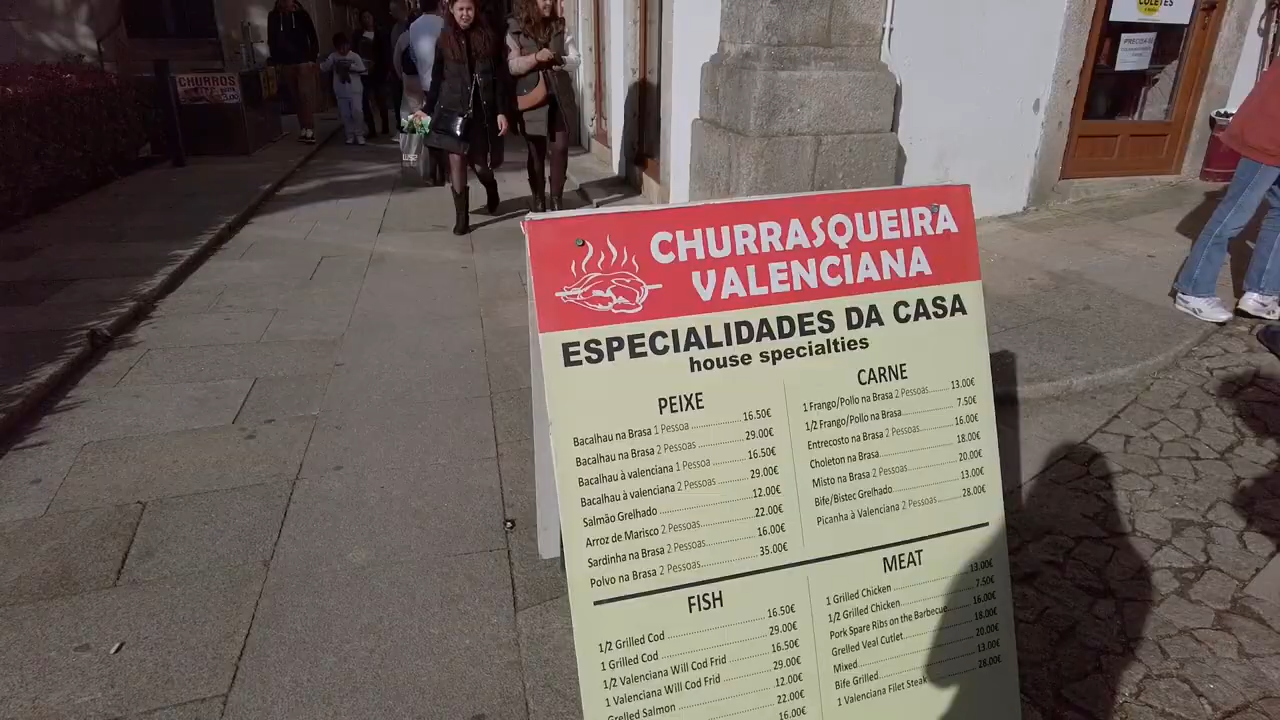 CHURROS
CHURRASQUEIRA
VALENCIANA
ESPECIALIDADES DA CASA
house specialties
PEIXE
Bacalhau na Brasa 1 Pessoa ........ 16.50€
Bacalhau na Brasa 2 Pessoas ........ 29.00€
Bacalhau à valenciana 1 Pessoa ........ 16.50€
Bacalhau à valenciana 2 Pessoas ........ 29.00€
Salmão Grelhado ........ 12.00€
Arroz de Marisco 2 Pessoas ........ 22.00€
Sardinha na Brasa 2 Pessoas ........ 16.00€
Polvo na Brasa 2 Pessoas ........ 35.00€
CARNE
1 Frango/Pollo na Brasa 2 Pessoas ........ 13.00€
1/2 Frango/Pollo na Brasa ........ 7.50€
Entrecosto na Brasa 2 Pessoas ........ 16.00€
Choleton na Brasa ........ 18.00€
Misto na Brasa 2 Pessoas ........ 20.00€
Bife/Bistec Grelhado ........ 13.00€
Picanha à Valenciana 2 Pessoas ........ 28.00€
FISH
1/2 Grilled Cod ........ 16.50€
1 Grilled Cod ........ 29.00€
1/2 Valenciana Will Cod Frid ........ 16.50€
1 Valenciana Will Cod Frid ........ 29.00€
Grelled Salmon ........ 12.00€
22.00€
16.00€
MEAT
1 Grilled Chicken ........ 13.00€
1/2 Grilled Chicken ........ 7.50€
Pork Spare Ribs on the Barbecue ........ 16.00€
Grelled Veal Cutlet ........ 18.00€
Mixed ........ 20.00€
Bife Grilled ........ 13.00€
1 Valenciana Filet Steak ........ 28.00€
COLETES
PRECISA-SE